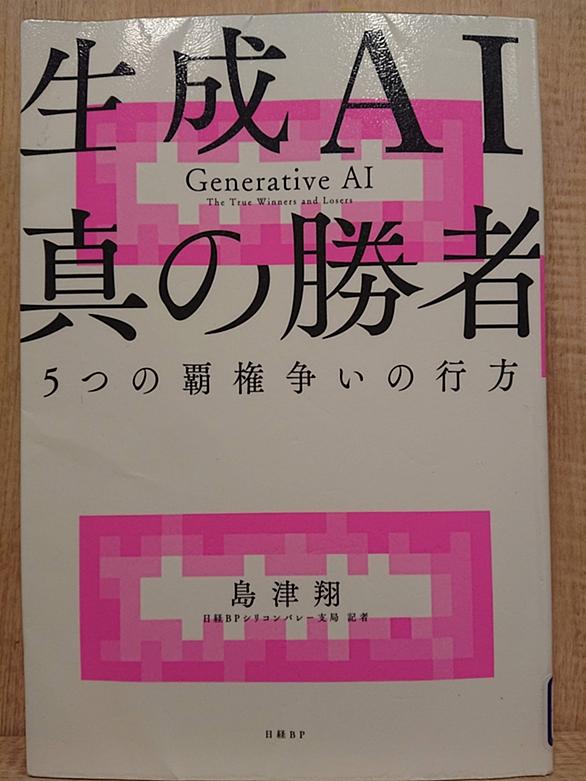 生成AI
Generative AI
The True Winners and Losers
真の勝者
5つの覇権争いの行方
島津翔
日経BPシリコンバレー支局 記者
日経BP